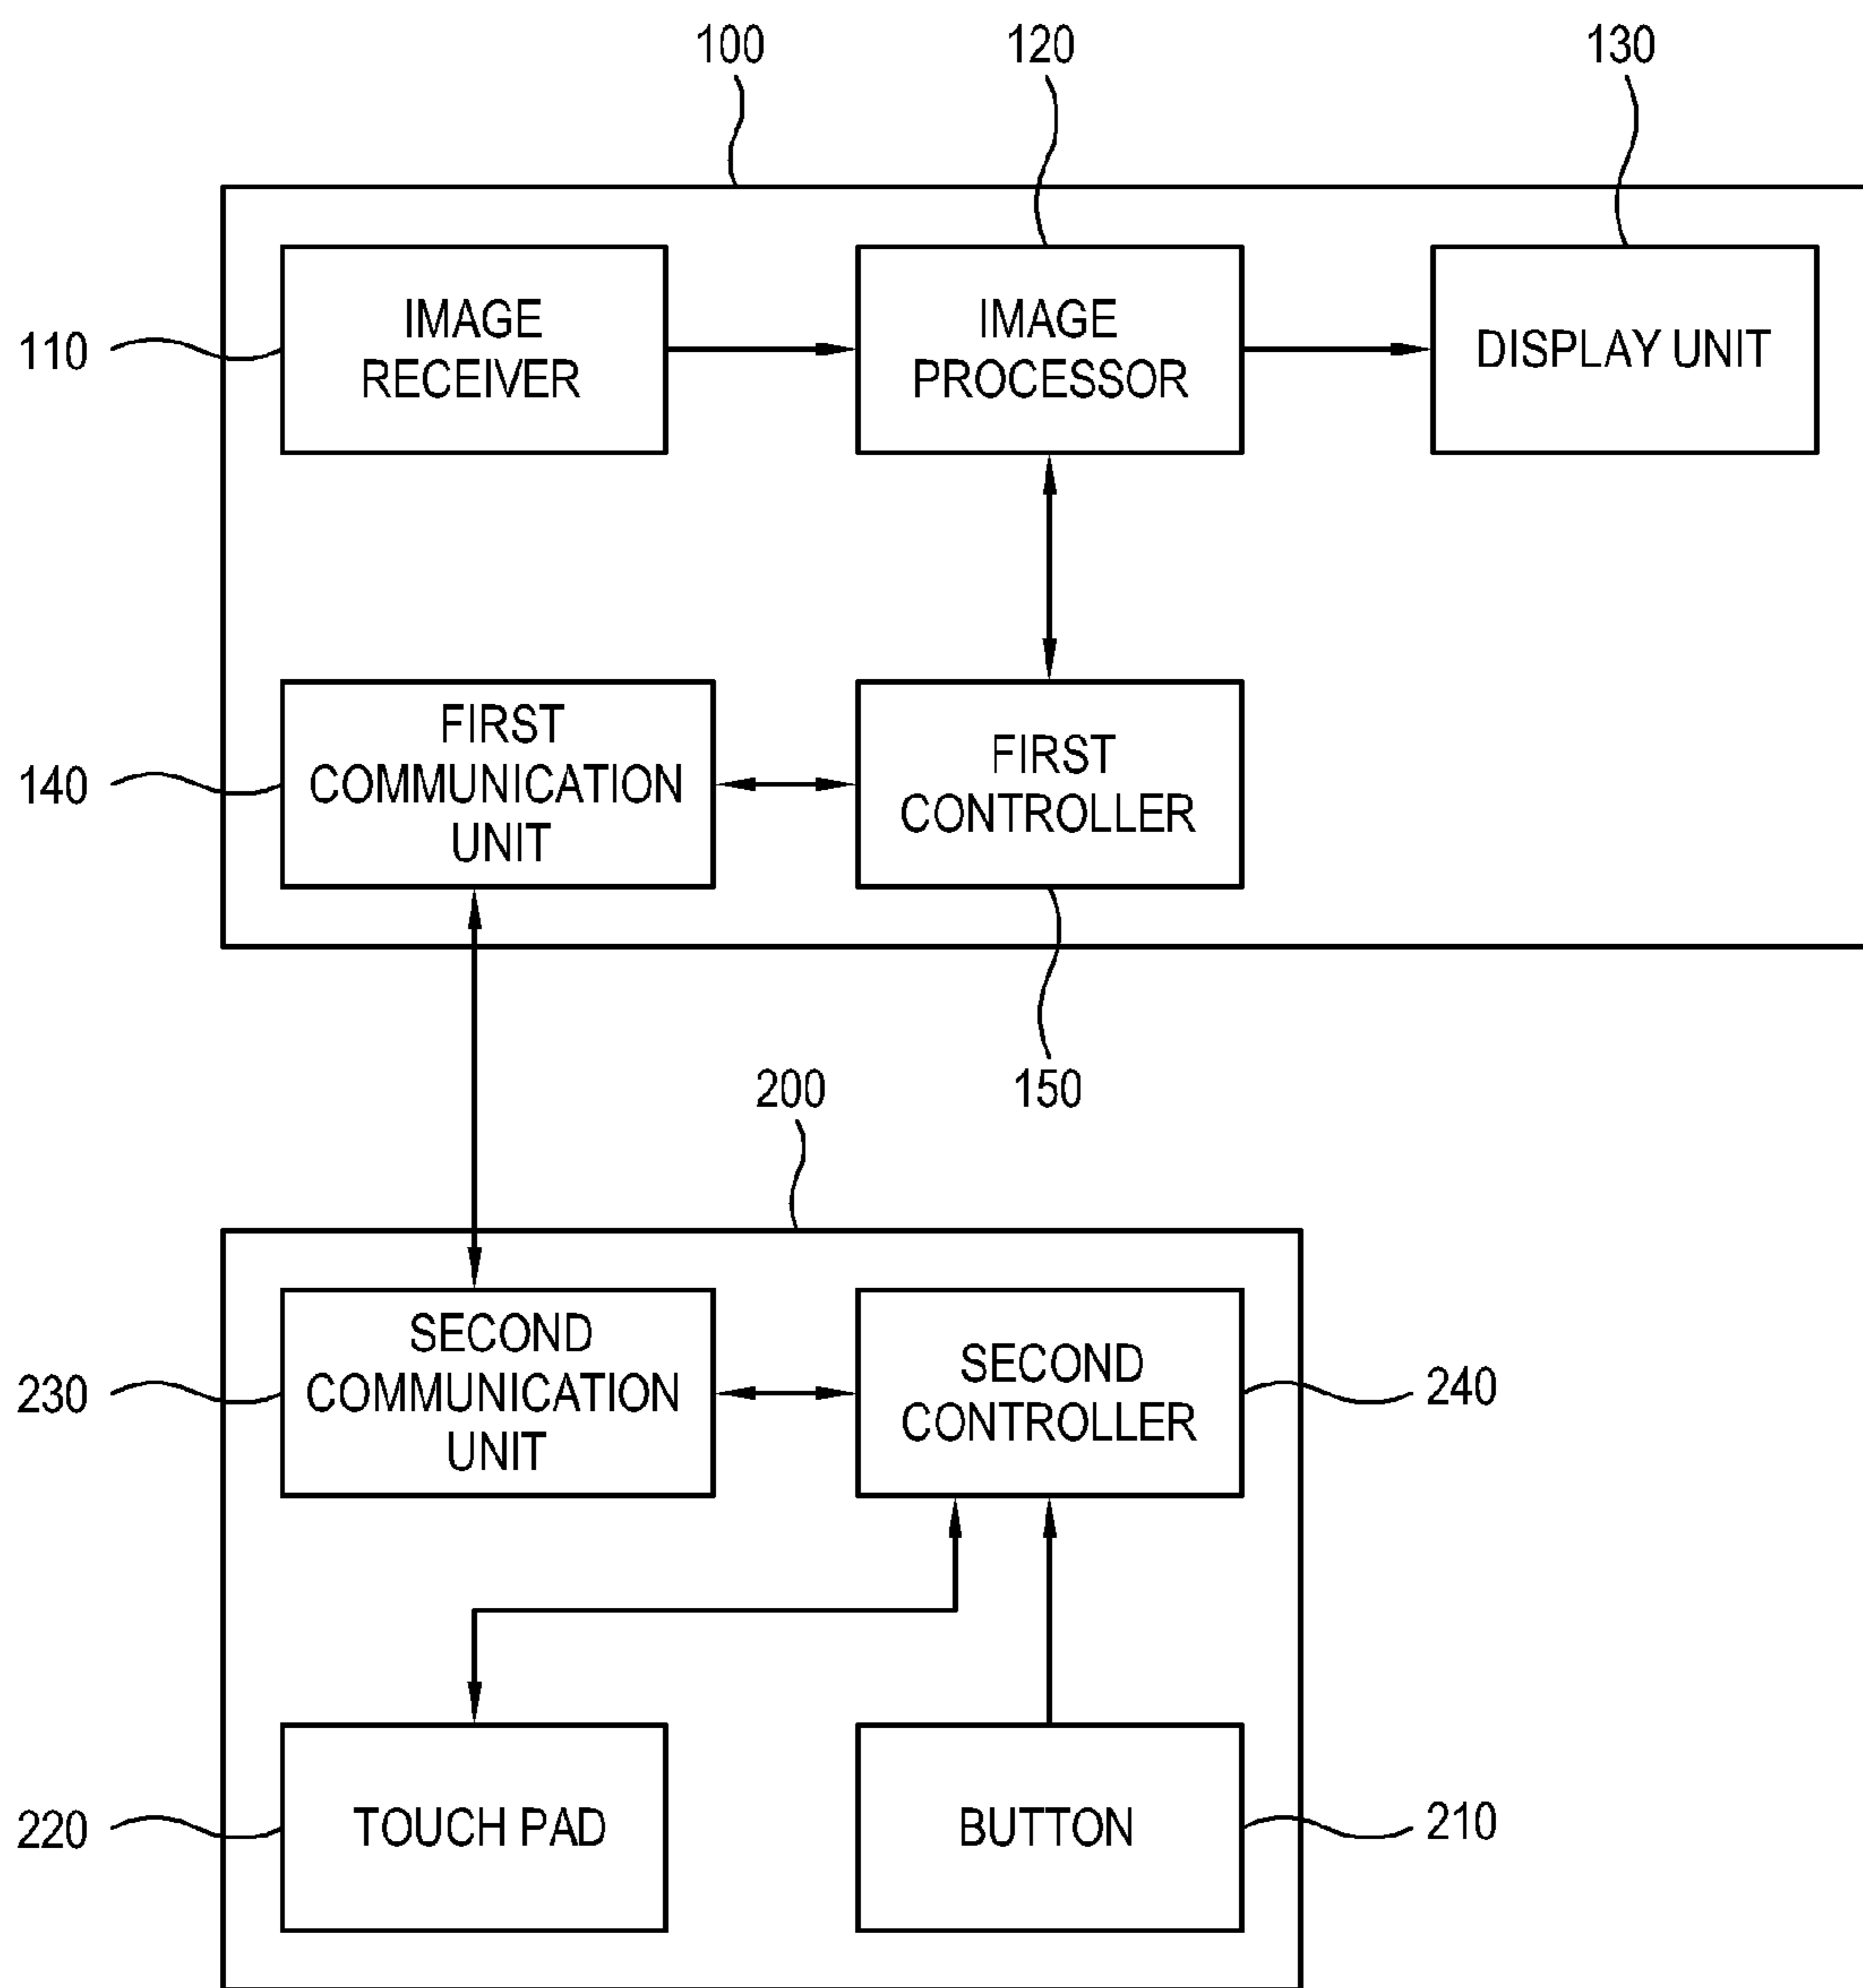 100
120
130
110
IMAGE
RECEIVER
IMAGE
PROCESSOR
DISPLAY UNIT
140
FIRST
COMMUNICATION
UNIT
FIRST
CONTROLLER
150
200
230
SECOND
COMMUNICATION
UNIT
SECOND
CONTROLLER
240
220
TOUCH PAD
BUTTON
210